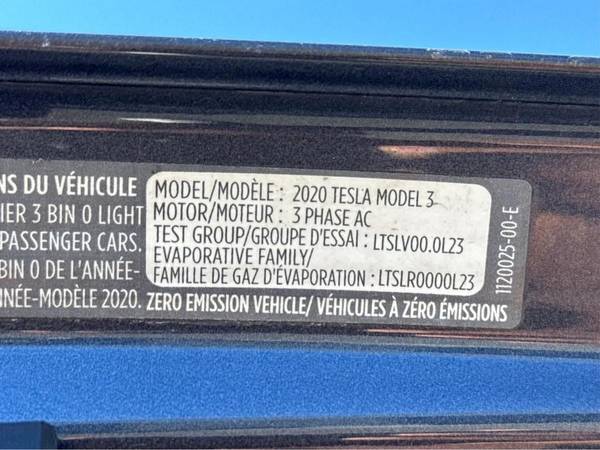 NS DU VÉHICULE
IER 3 BIN 0 LIGHT
PASSENGER CARS.
BIN 0 DE L'ANNÉE-
NNÉE-MODÈLE 2020.
MODEL/MODÈLE : 2020 TESLA MODEL 3
MOTOR/MOTEUR : 3 PHASE AC
TEST GROUP/GROUPE D'ESSAI : LTSLV00.0L23
EVAPORATIVE FAMILY/
FAMILLE DE GAZ D'ÉVAPORATION : LTSLR0000L23
ZERO EMISSION VEHICLE/ VÉHICULES À ZÉRO ÉMISSIONS
1120025-00-E